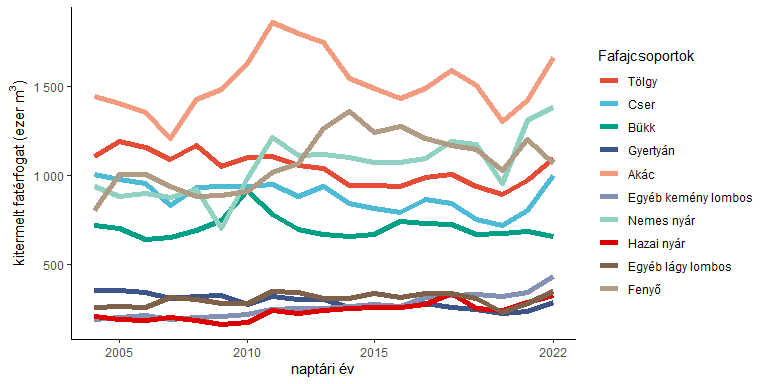 kitermelt fatérfogat (ezer m³)
1 500
1 000
500
2005
2010
2015
2022
naptári év
Fafajcsoportok
Tölgy
Cser
Bükk
Gyertyán
Akác
Egyéb kemény lombos
Nemes nyár
Hazai nyár
Egyéb lágy lombos
Fenyő